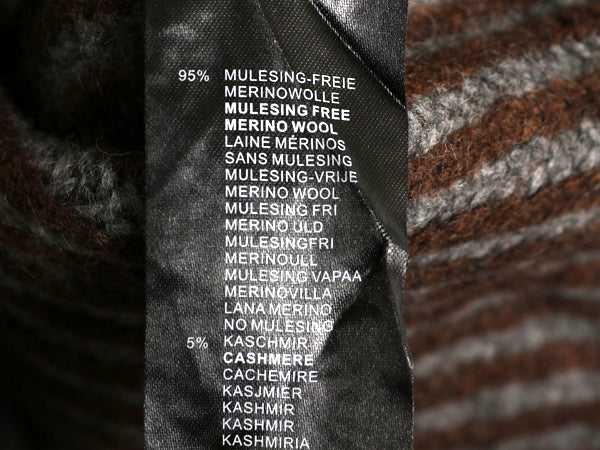 95% MULESING-FREIE
MERINOWOLLE
MULESING FREE
MERINO WOOL
LAINE MÉRINOS
SANS MULESING
MULESING-VRIJE
MERINO WOOL
MULESING FRI
MERINO ULD
MULESINGFRI
MERINOULL
MULESING VAPAA
MERINOVILLA
LANA MERINO
NO MULESING
5% KASCHMIR
CASHMERE
CACHEMIRE
KASJMIER
KASHMIR
KASHMIR
KASHMIRIA